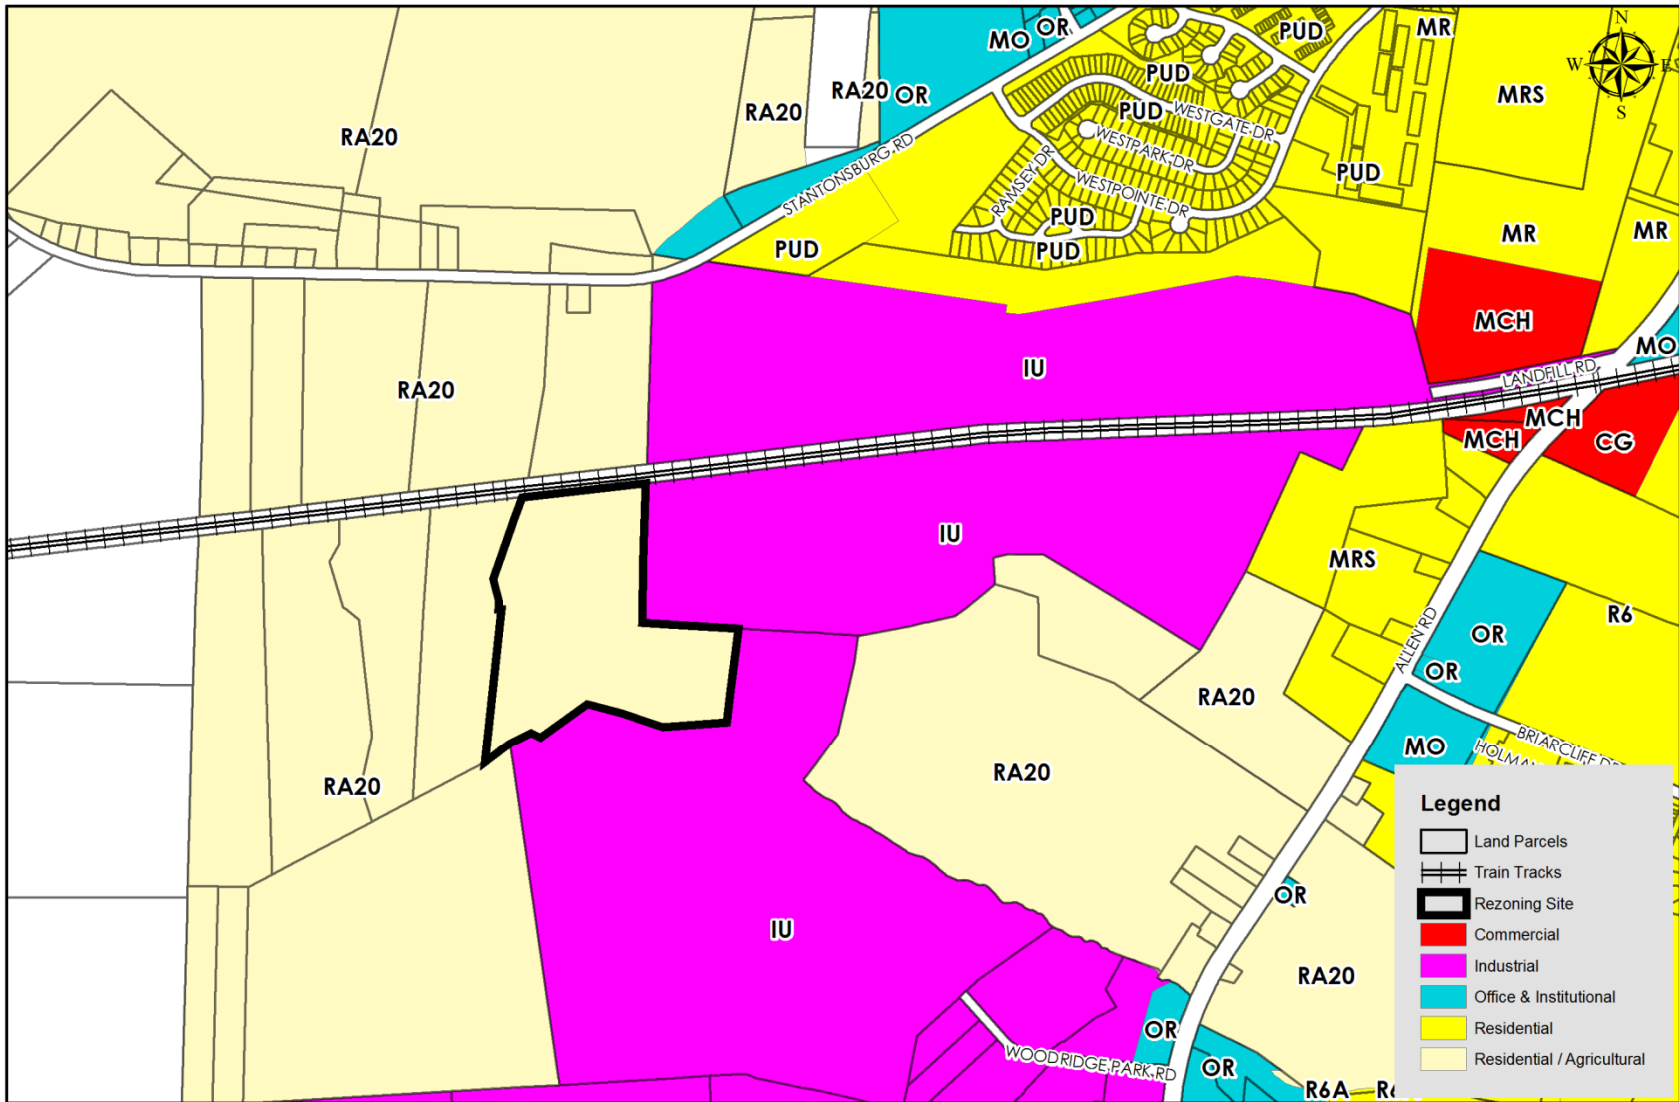 MO
OR
PUD
MR
N
W
E
S
RA20
OR
RA20
PUD
MRS
RA20
PUD
WESTGATE DR
STANTONSBURG RD
WESTPARK DR
PUD
RAMSEY DR
WESTPOINTE DR
PUD
PUD
PUD
MR
MR
MCH
MO
IU
LANDFILL RD
RA20
MCH
MCH
CG
IU
MRS
R6
ALLEN RD
OR
OR
RA20
MO
BRIARCLIFF DR
RA20
RA20
OR
IU
RA20
OR
WOODRIDGE PARK RD
OR
R6A
Legend
Land Parcels
Train Tracks
Rezoning Site
Commercial
Industrial
Office & Institutional
Residential
Residential / Agricultural